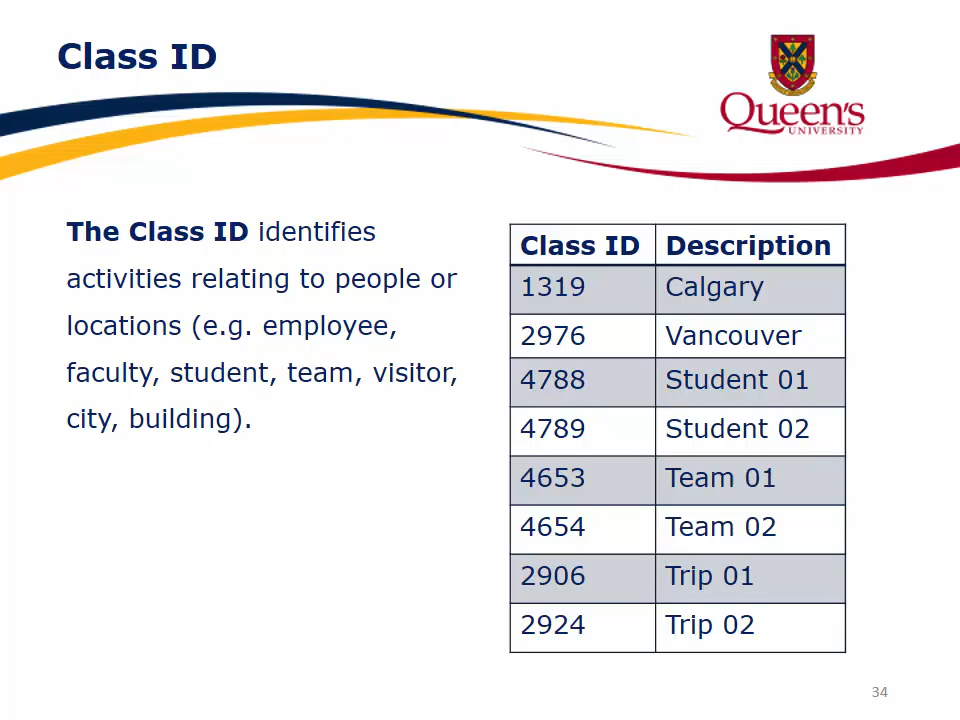 Class ID
Queen's
UNIVERSITY
The Class ID identifies
activities relating to people or
locations (e.g. employee,
faculty, student, team, visitor,
city, building).
Class ID Description
1319 Calgary
2976 Vancouver
4788 Student 01
4789 Student 02
4653 Team 01
4654 Team 02
2906 Trip 01
2924 Trip 02
34